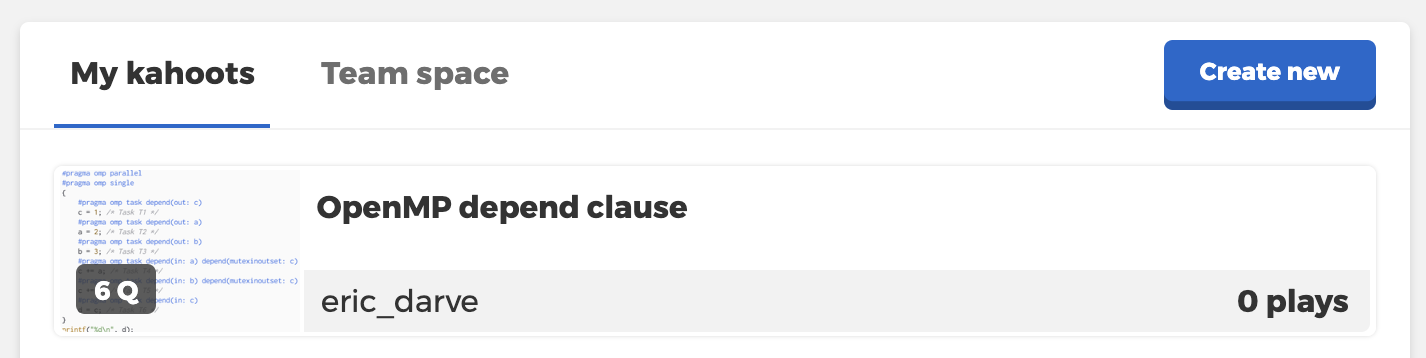 My kahoots
Team space
Create new
#pragma omp parallel
#pragma omp single
{
#pragma omp task depend(out: c)
c = 1; /* Task T1 */
#pragma omp task depend(out: a)
a = 2; /* Task T2 */
#pragma omp task depend(out: b)
b = 3; /* Task T3 */
#pragma omp task depend(in: a) depend(mutexinoutset: c)
depend(in: b) depend(mutexinoutset: c)
depend(in: c)
}
printf("%d\n", d);
6 Q
OpenMP depend clause
eric_darve
0 plays